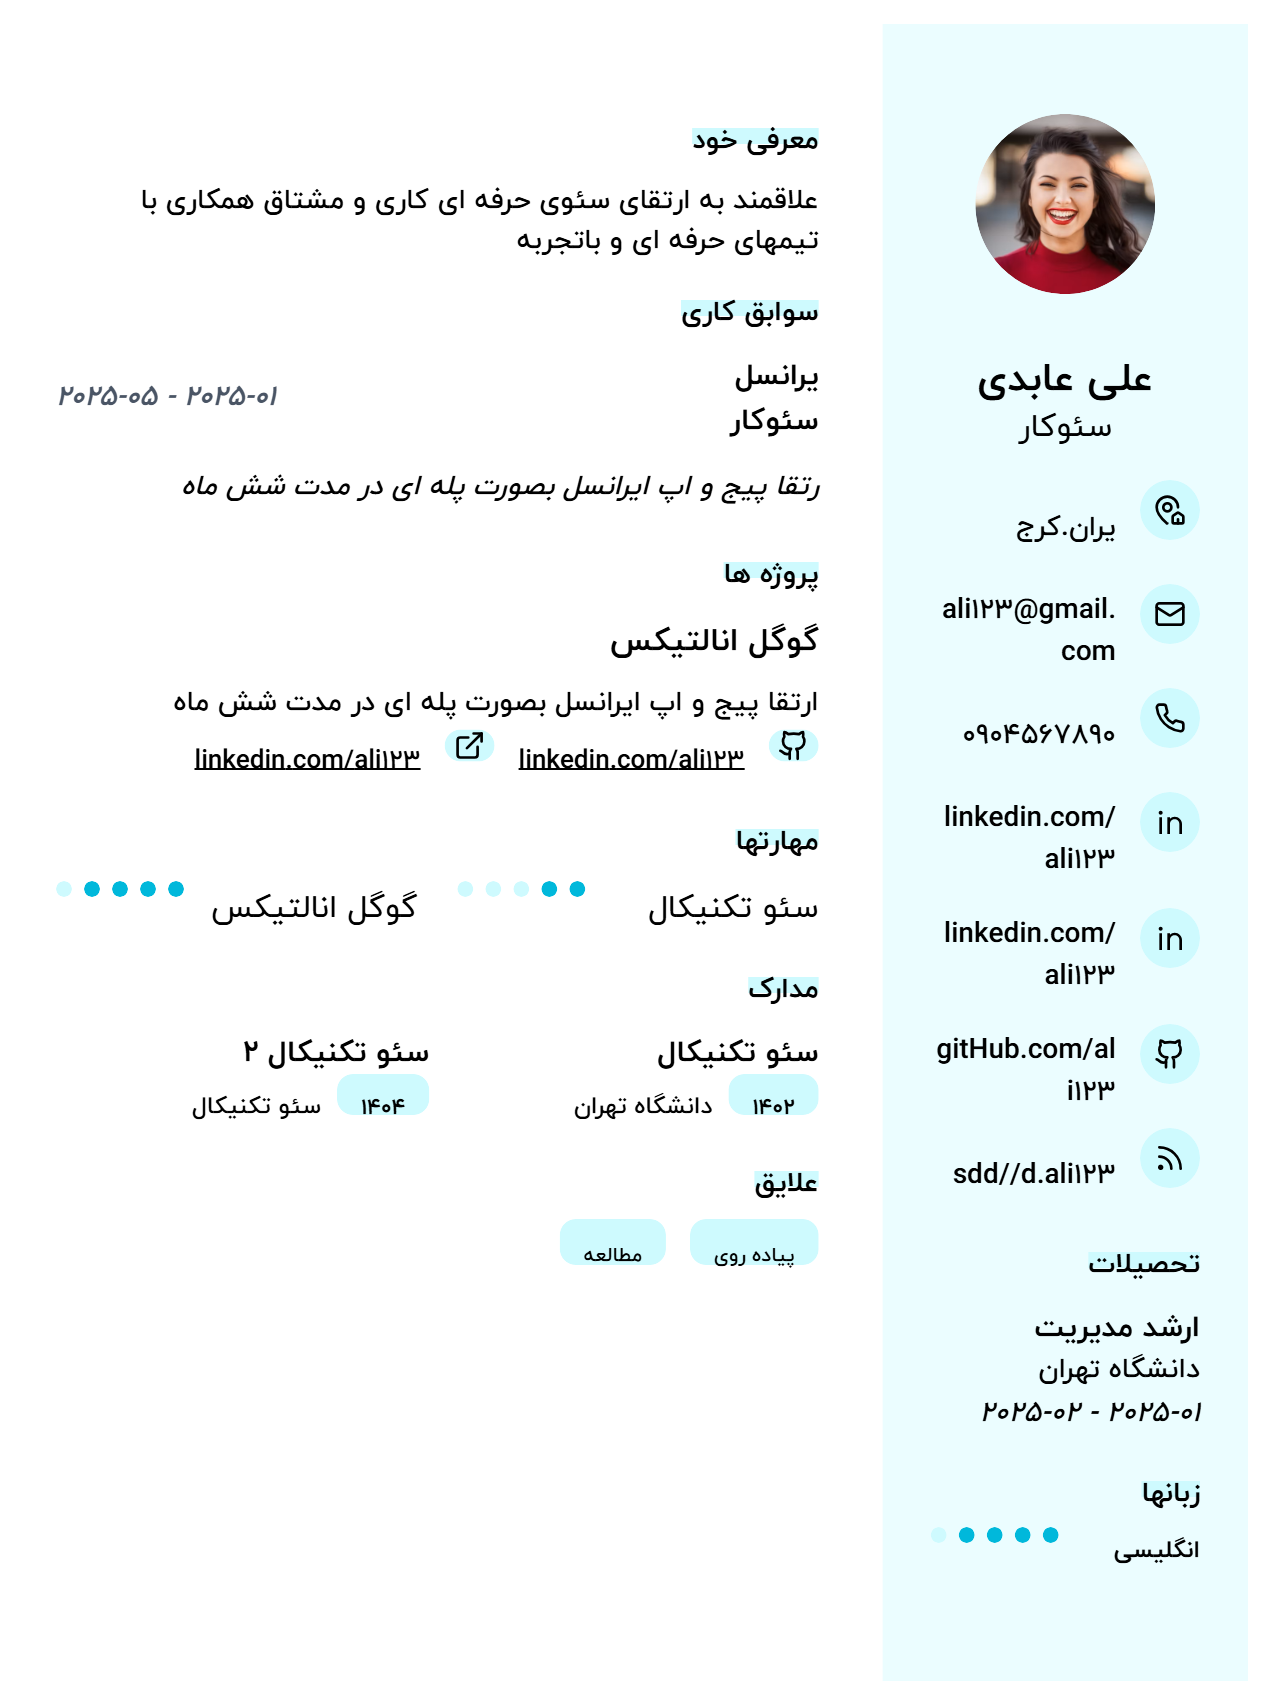 علی عابدی
سئوکار
یران.کرج
ali۱۲۳@gmail.
com
۰۹۰۴۵۶۷۸۹۰
in
linkedin.com/
ali۱۲۳
in
linkedin.com/
ali۱۲۳
gitHub.com/al
i۱۲۳
sdd//d.ali۱۲۳
تحصیلات
ارشد مدیریت
دانشگاه تهران
۲۰۲۵-۰۱ - ۲۰۲۵-۰۲
زبانها
انگلیسی
معرفی خود
علاقمند به ارتقای سئوی حرفه ای کاری و مشتاق همکاری با
تیمهای حرفه ای و باتجربه
سوابق کاری
یرانسل
سئوکار
۲۰۲۵-۰۱ - ۲۰۲۵-۰۵
رتقا پیج و اپ ایرانسل بصورت پله ای در مدت شش ماه
پروژه ها
گوگل انالتیکس
ارتقا پیج و اپ ایرانسل بصورت پله ای در مدت شش ماه
linkedin.com/ali۱۲۳ linkedin.com/ali۱۲۳
مهارتها
سئو تکنیکال گوگل انالتیکس
مدارک
سئو تکنیکال سئو تکنیکال ۲
۱۴۰۲ دانشگاه تهران ۱۴۰۴ سئو تکنیکال
علایق
پیاده روی مطالعه